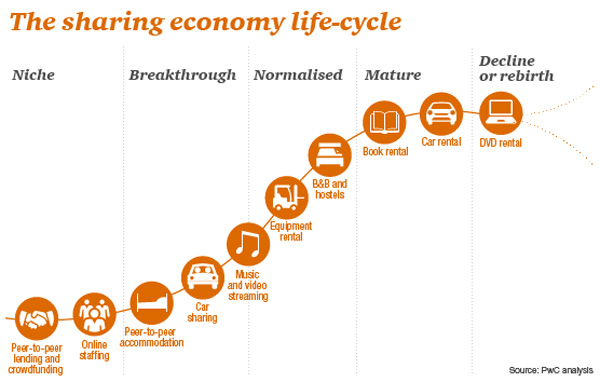 The sharing economy life-cycle
Niche
Breakthrough
Normalised
Mature
Decline
or rebirth
Peer-to-peer
lending and
crowdfunding
Online
staffing
Peer-to-peer
accommodation
Car
sharing
Music and
and video
streaming
Equipment
rental
B&B and
hostels
Book rental
Car rental
DVD rental
Source: PwC analysis